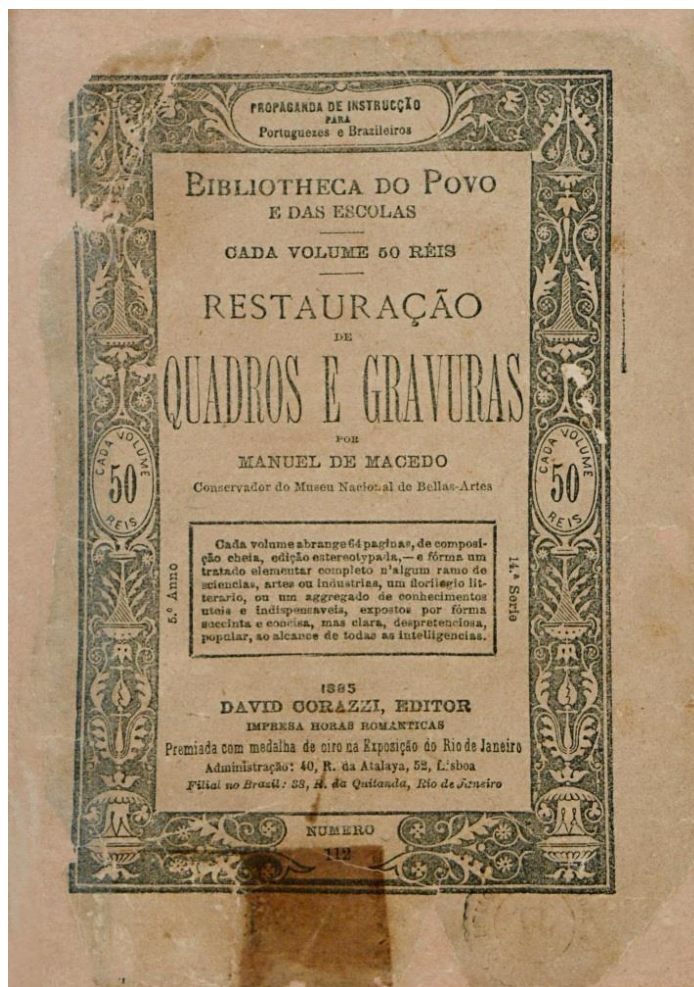 PROPAGANDA DE INSTRUCÇÃO
PARA
Portuguezes e Brazileiros
BIBLIOTHECA DO POVO
E DAS ESCOLAS
CADA VOLUME 50 RÉIS
RESTAURAÇÃO
DE
QUADROS E GRAVURAS
POR
MANUEL DE MACEDO
Conservador do Museu Nacional de Bellas-Artes
CADA VOLUME
50
REIS
CADA VOLUME
50
REIS
5.º Anno
Cada volume abrange 64 paginas, de composi-
ção cheia, edição estereotypada,—e fórma um
tratado elementar completo n'algum ramo de
sciencias, artes ou industrias, um florilegio lit-
terario, ou um aggregado de conhecimentos
uteis e indispensaveis, expostos por fórma
succinta e concisa, mas clara, despretenciosa,
popular, ao alcance de todas as intelligencias.
14.ª Serie
1885
DAVID CORAZZI, EDITOR
IMPRESA HORAS ROMANTICAS
Premiada com medalha de oiro na Exposição do Rio de Janeiro
Administração: 40, R. da Atalaya, 52, Lisboa
Filial no Brazil: 38, R. da Quitanda, Rio de Janeiro
NUMERO
112